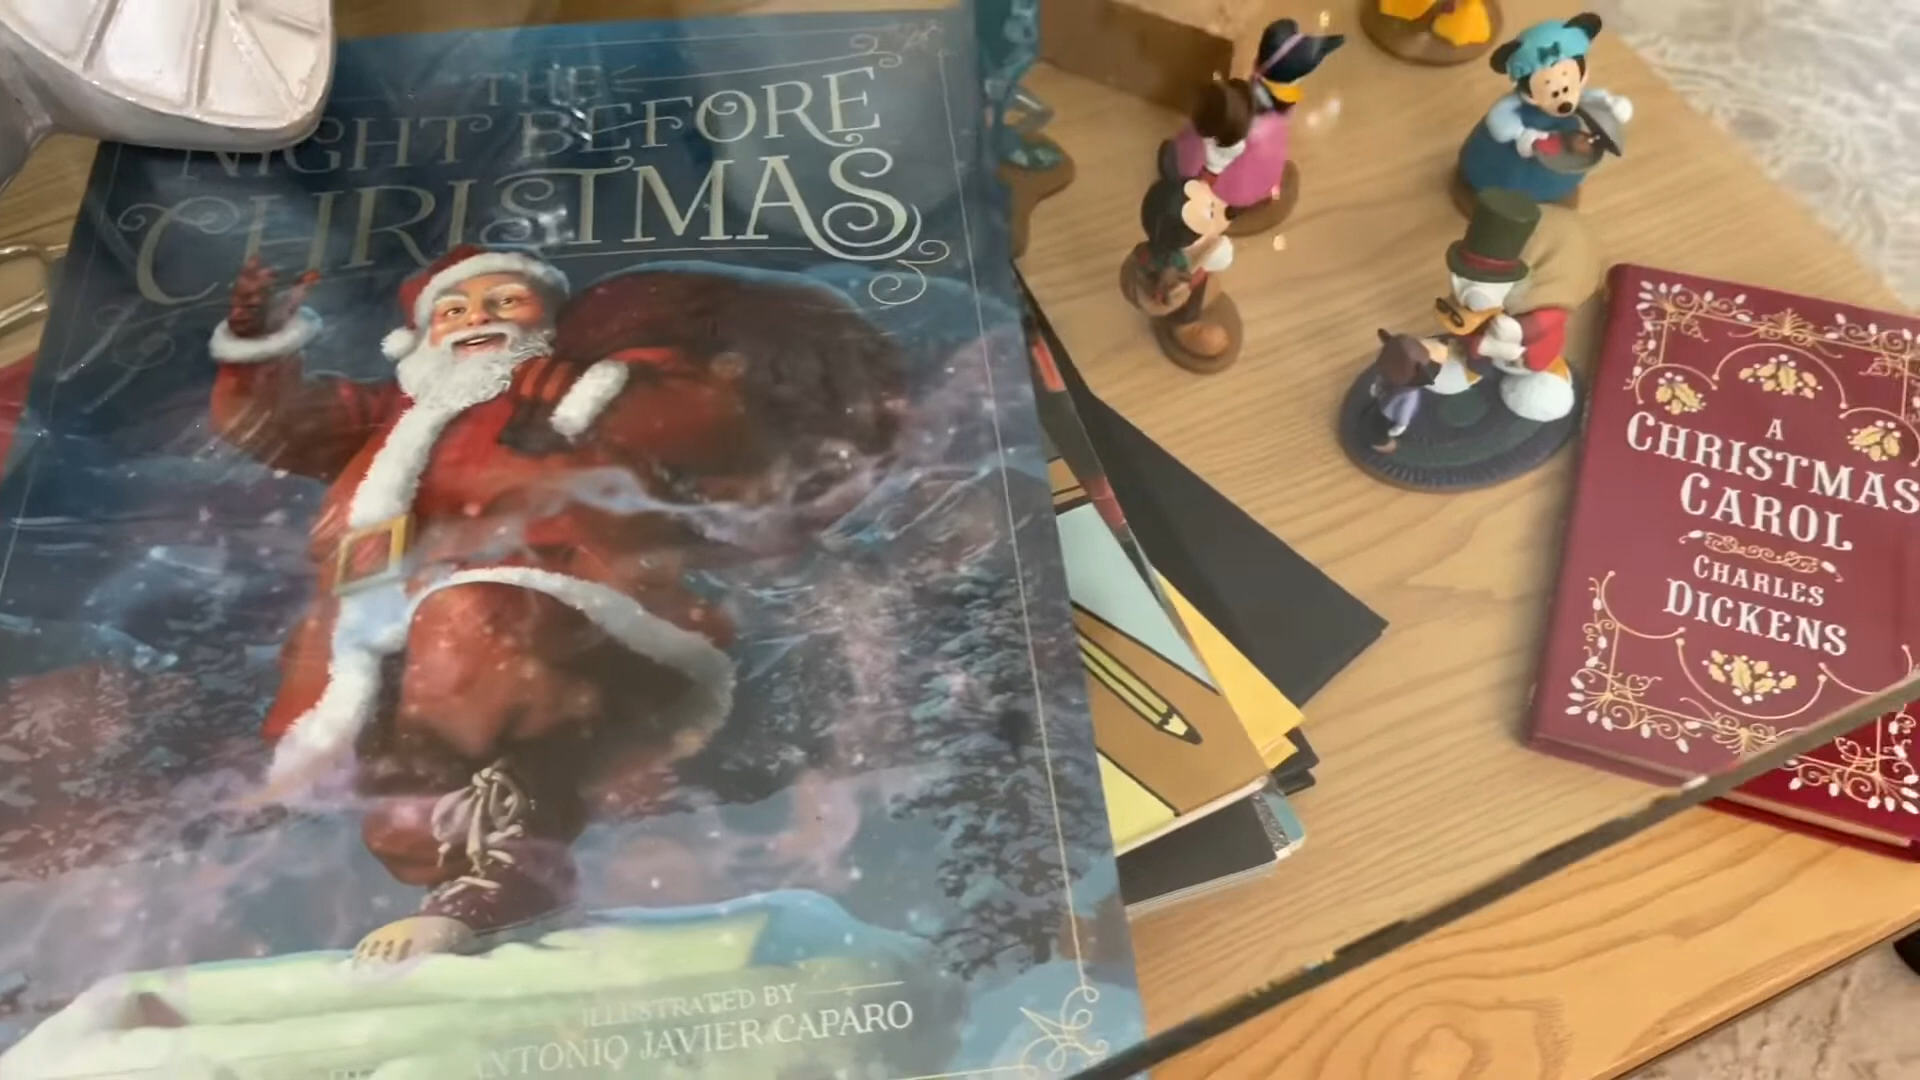 THE
NIGHT BEFORE
CHRISTMAS
ILLUSTRATED BY
ANTONIO JAVIER CAPARO
A
CHRISTMAS
CAROL
CHARLES
DICKENS